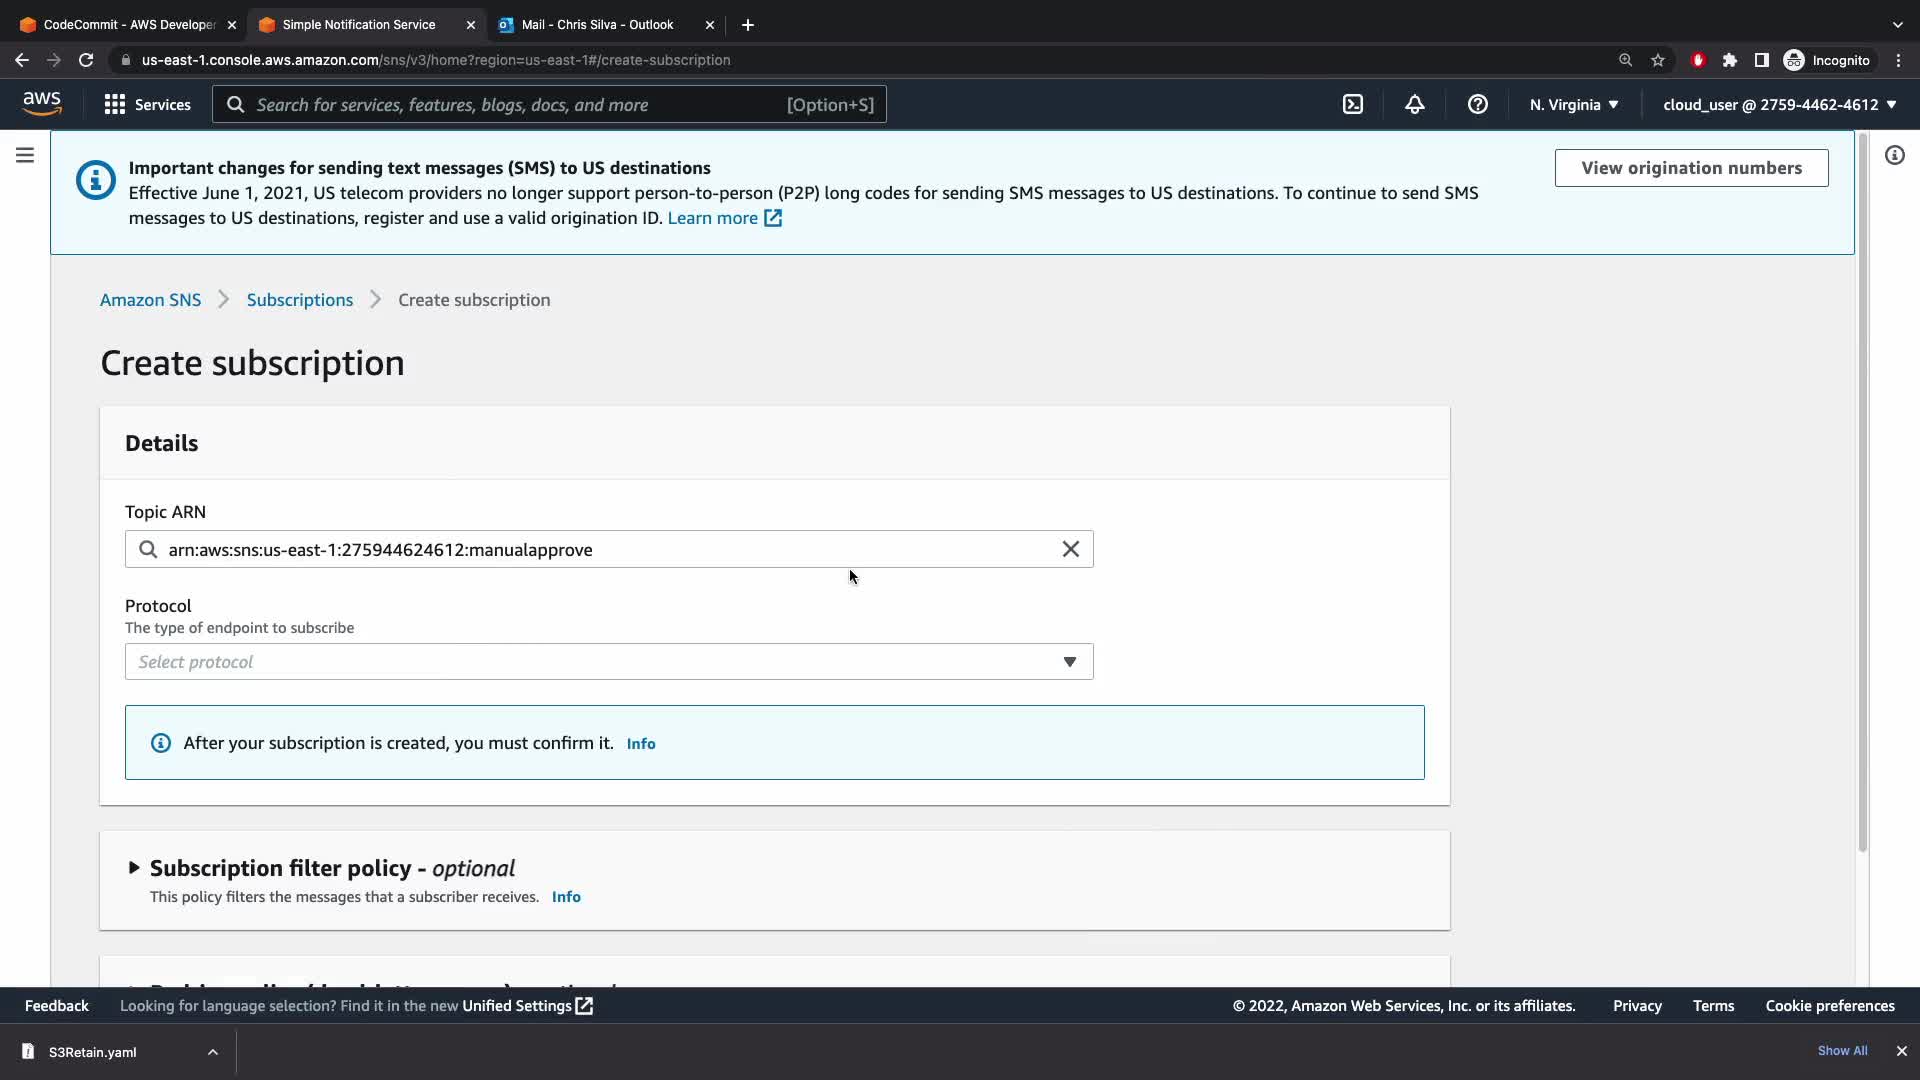 CodeCommit - AWS Developer
Simple Notification Service
Mail - Chris Silva - Outlook
us-east-1.console.aws.amazon.com/sns/v3/home?region=us-east-1#/create-subscription
Incognito
aws
Services
Search for services, features, blogs, docs, and more
[Option+S]
N. Virginia
cloud_user @ 2759-4462-4612
Important changes for sending text messages (SMS) to US destinations
View origination numbers
Effective June 1, 2021, US telecom providers no longer support person-to-person (P2P) long codes for sending SMS messages to US destinations. To continue to send SMS
messages to US destinations, register and use a valid origination ID. Learn more
Amazon SNS
Subscriptions
Create subscription
Create subscription
Details
Topic ARN
arn:aws:sns:us-east-1:275944624612:manualapprove
Protocol
The type of endpoint to subscribe
Select protocol
After your subscription is created, you must confirm it. Info
Subscription filter policy - optional
This policy filters the messages that a subscriber receives. Info
Feedback
Looking for language selection? Find it in the new Unified Settings
© 2022, Amazon Web Services, Inc. or its affiliates.
Privacy
Terms
Cookie preferences
S3Retain.yaml
Show All